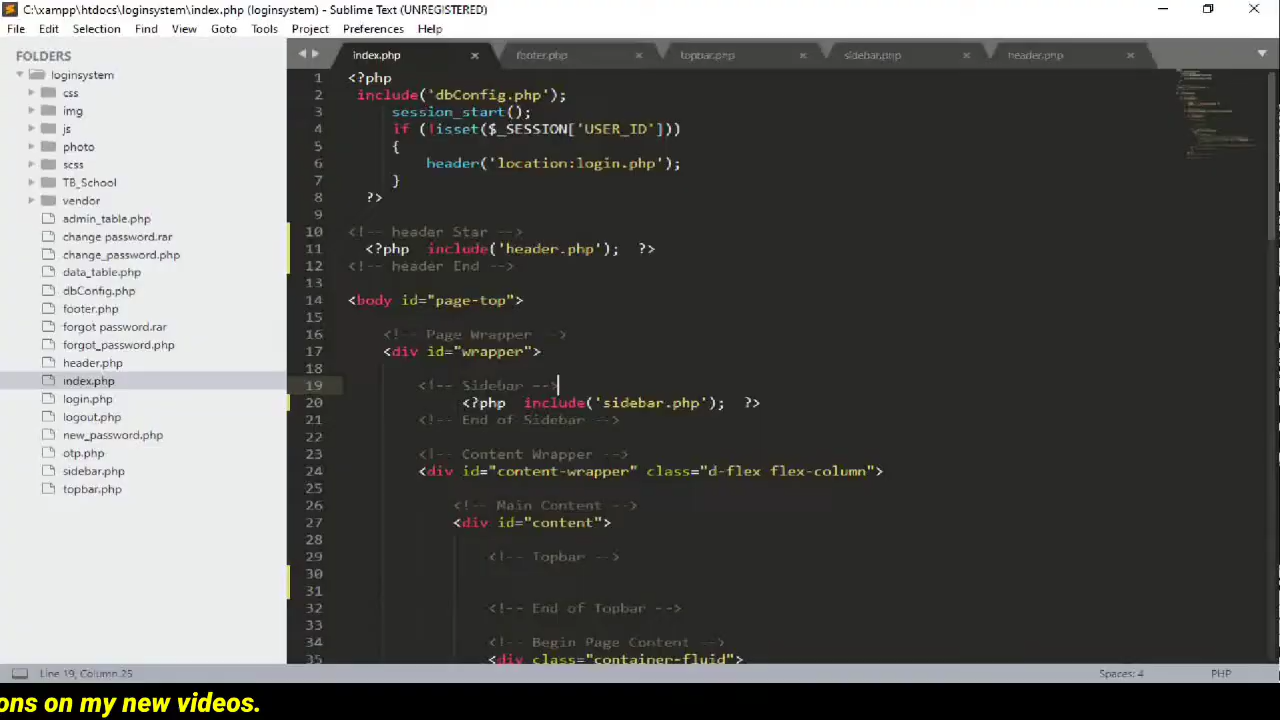 C:\xampp\htdocs\loginsystem\index.php (loginsystem) - Sublime Text (UNREGISTERED)
File Edit Selection Find View Goto Tools Project Preferences Help
FOLDERS
loginsystem
css
img
js
photo
scss
TB_School
vendor
admin_table.php
change password.rar
change_password.php
data_table.php
dbConfig.php
footer.php
forgot password.rar
forgot_password.php
header.php
index.php
login.php
logout.php
new_password.php
otp.php
sidebar.php
topbar.php
index.php footer.php topbar.php sidebar.php header.php
1 <?php
2 include('dbConfig.php');
3 session_start();
4 if (!isset($_SESSION['USER_ID']))
5 {
6 header('location:login.php');
7 }
8 ?>
9
10 <!-- header Star -->
11 <?php include('header.php'); ?>
12 <!-- header End -->
13
14 <body id="page-top">
15
16 <!-- Page Wrapper -->
17 <div id="wrapper">
18
19 <!-- Sidebar -->
20 <?php include('sidebar.php'); ?>
21 <!-- End of Sidebar -->
22
23 <!-- Content Wrapper -->
24 <div id="content-wrapper" class="d-flex flex-column">
25
26 <!-- Main Content -->
27 <div id="content">
28
29 <!-- Topbar -->
30
31
32 <!-- End of Topbar -->
33
34 <!-- Begin Page Content -->
35 <div class="container-fluid">
Line 19, Column 25 Spaces: 4 PHP
ons on my new videos.